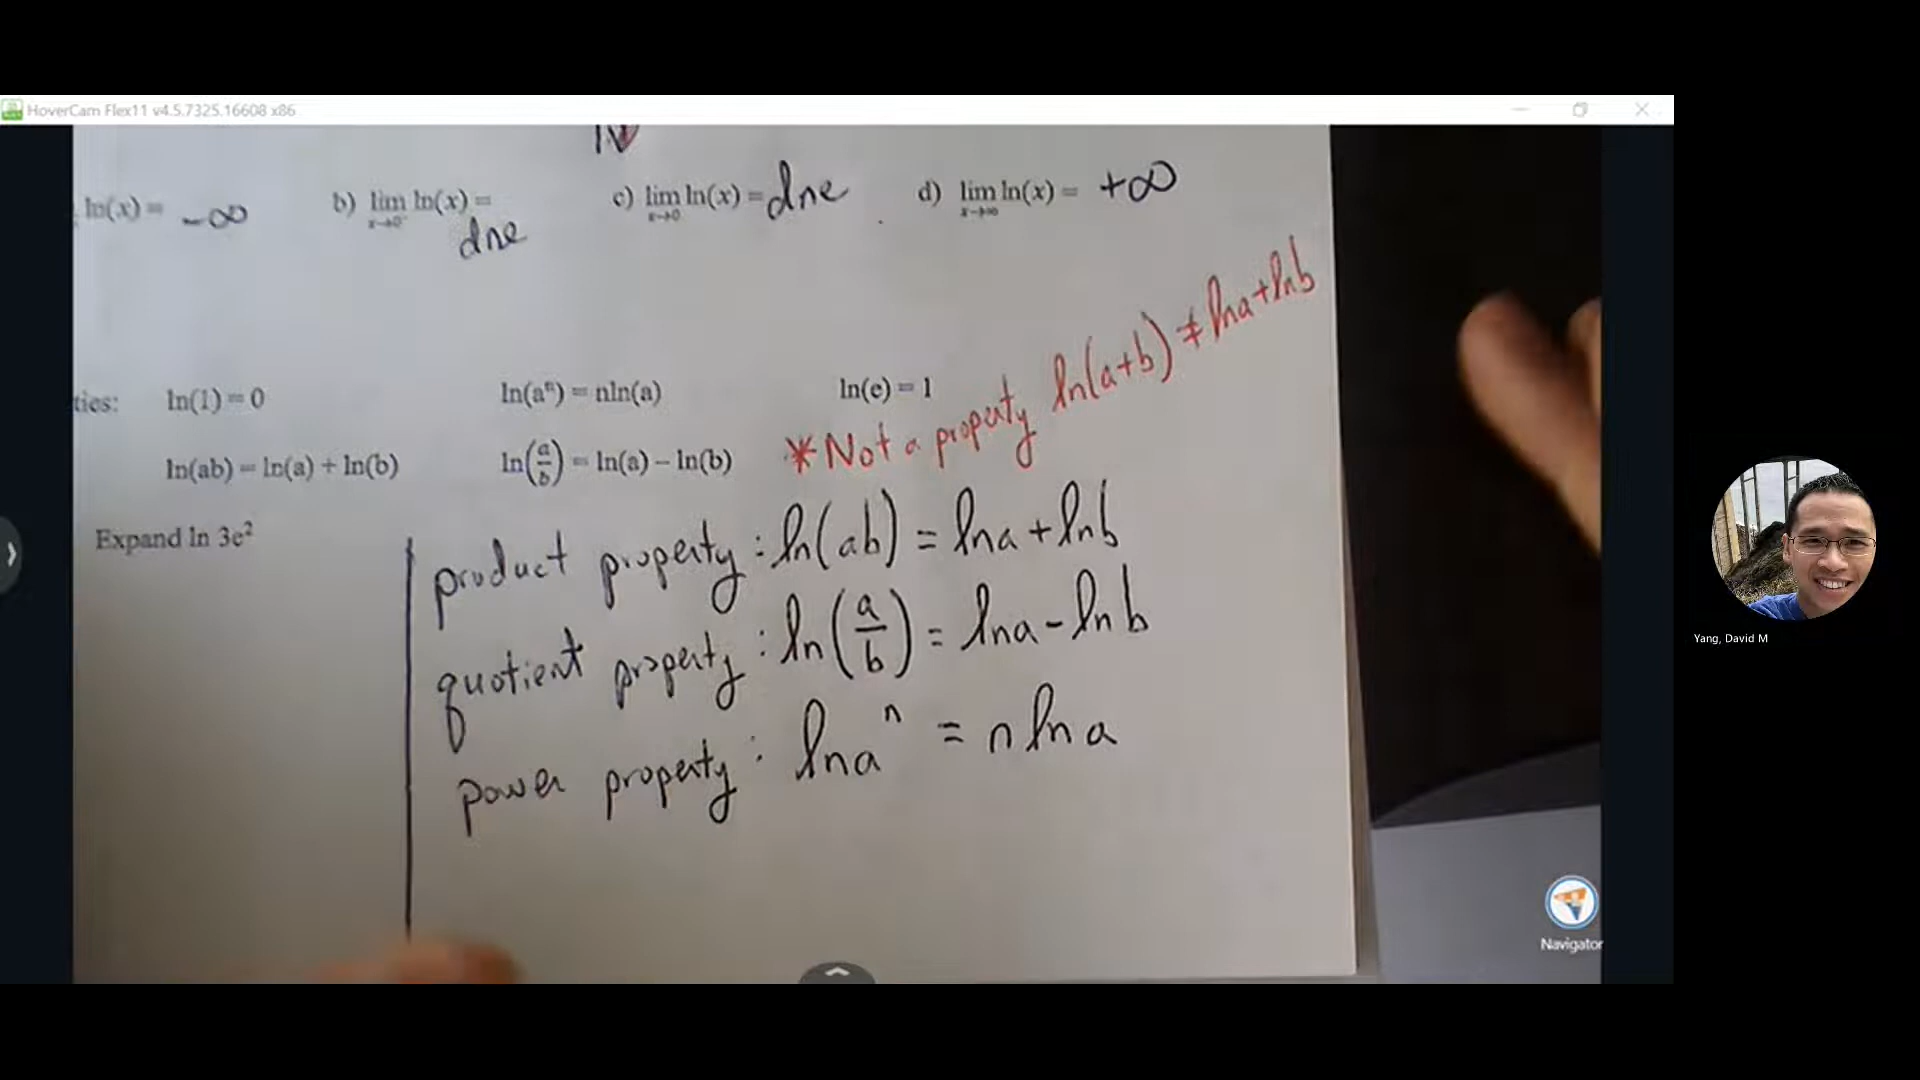 HoverCam Flex11 v4.5.7325.16608 x86
ln(x) = -∞ b) lim x→0⁻ ln(x) = dne c) lim x→0 ln(x) = dne d) lim x→∞ ln(x) = +∞
ties: ln(1) = 0 ln(aⁿ) = nln(a) ln(e) = 1
* Not a property ln(a+b) ≠ lna+lnb
ln(ab) = ln(a) + ln(b) ln(a/b) = ln(a) – ln(b)
Expand ln 3e²
product property : ln(ab) = lna + lnb
quotient property : ln(a/b) = lna - lnb
power property : lnaⁿ = n ln a
Navigator
Yang, David M